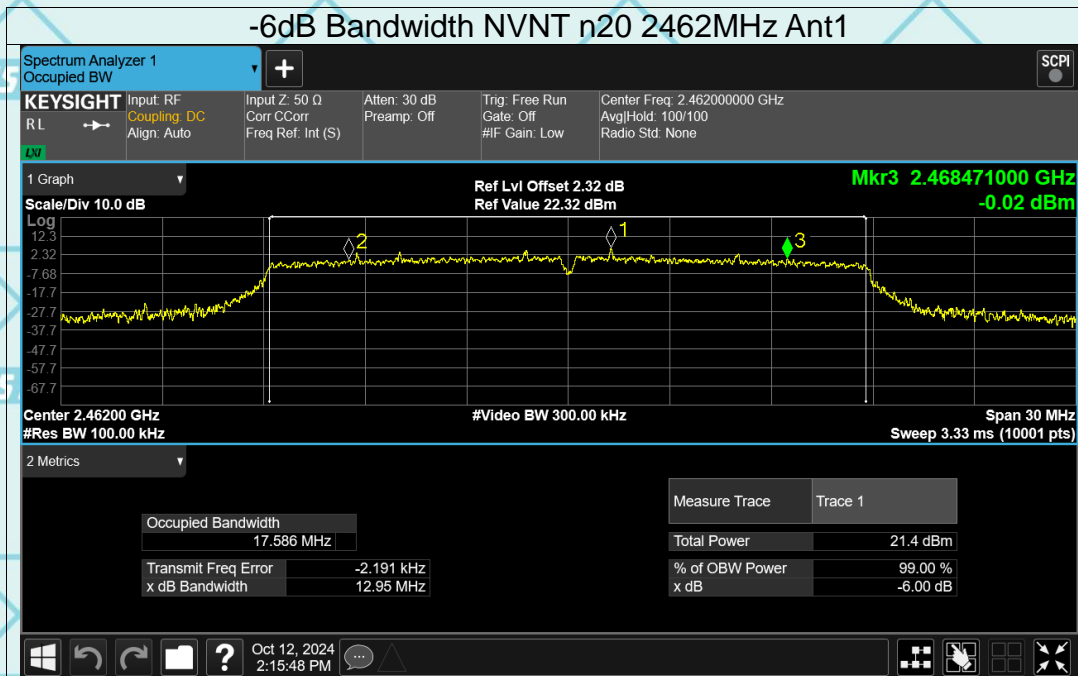 -6dB Bandwidth NVNT n20 2462MHz Ant1
Spectrum Analyzer 1
Occupied BW
+
SCPI
KEYSIGHT
R L
LXI
Input: RF
Coupling: DC
Align: Auto
Input Z: 50 Ω
Corr CCorr
Freq Ref: Int (S)
Atten: 30 dB
Preamp: Off
Trig: Free Run
Gate: Off
#IF Gain: Low
Center Freq: 2.462000000 GHz
Avg|Hold: 100/100
Radio Std: None
1 Graph
Scale/Div 10.0 dB
Ref Lvl Offset 2.32 dB
Ref Value 22.32 dBm
Mkr3 2.468471000 GHz
-0.02 dBm
Log
12.3
2.32
-7.68
-17.7
-27.7
-37.7
-47.7
-57.7
-67.7
2
1
3
Center 2.46200 GHz
#Video BW 300.00 kHz
Span 30 MHz
#Res BW 100.00 kHz
Sweep 3.33 ms (10001 pts)
2 Metrics
Occupied Bandwidth
17.586 MHz
Transmit Freq Error -2.191 kHz
x dB Bandwidth 12.95 MHz
Measure Trace Trace 1
Total Power 21.4 dBm
% of OBW Power 99.00 %
x dB -6.00 dB
?
Oct 12, 2024
2:15:48 PM